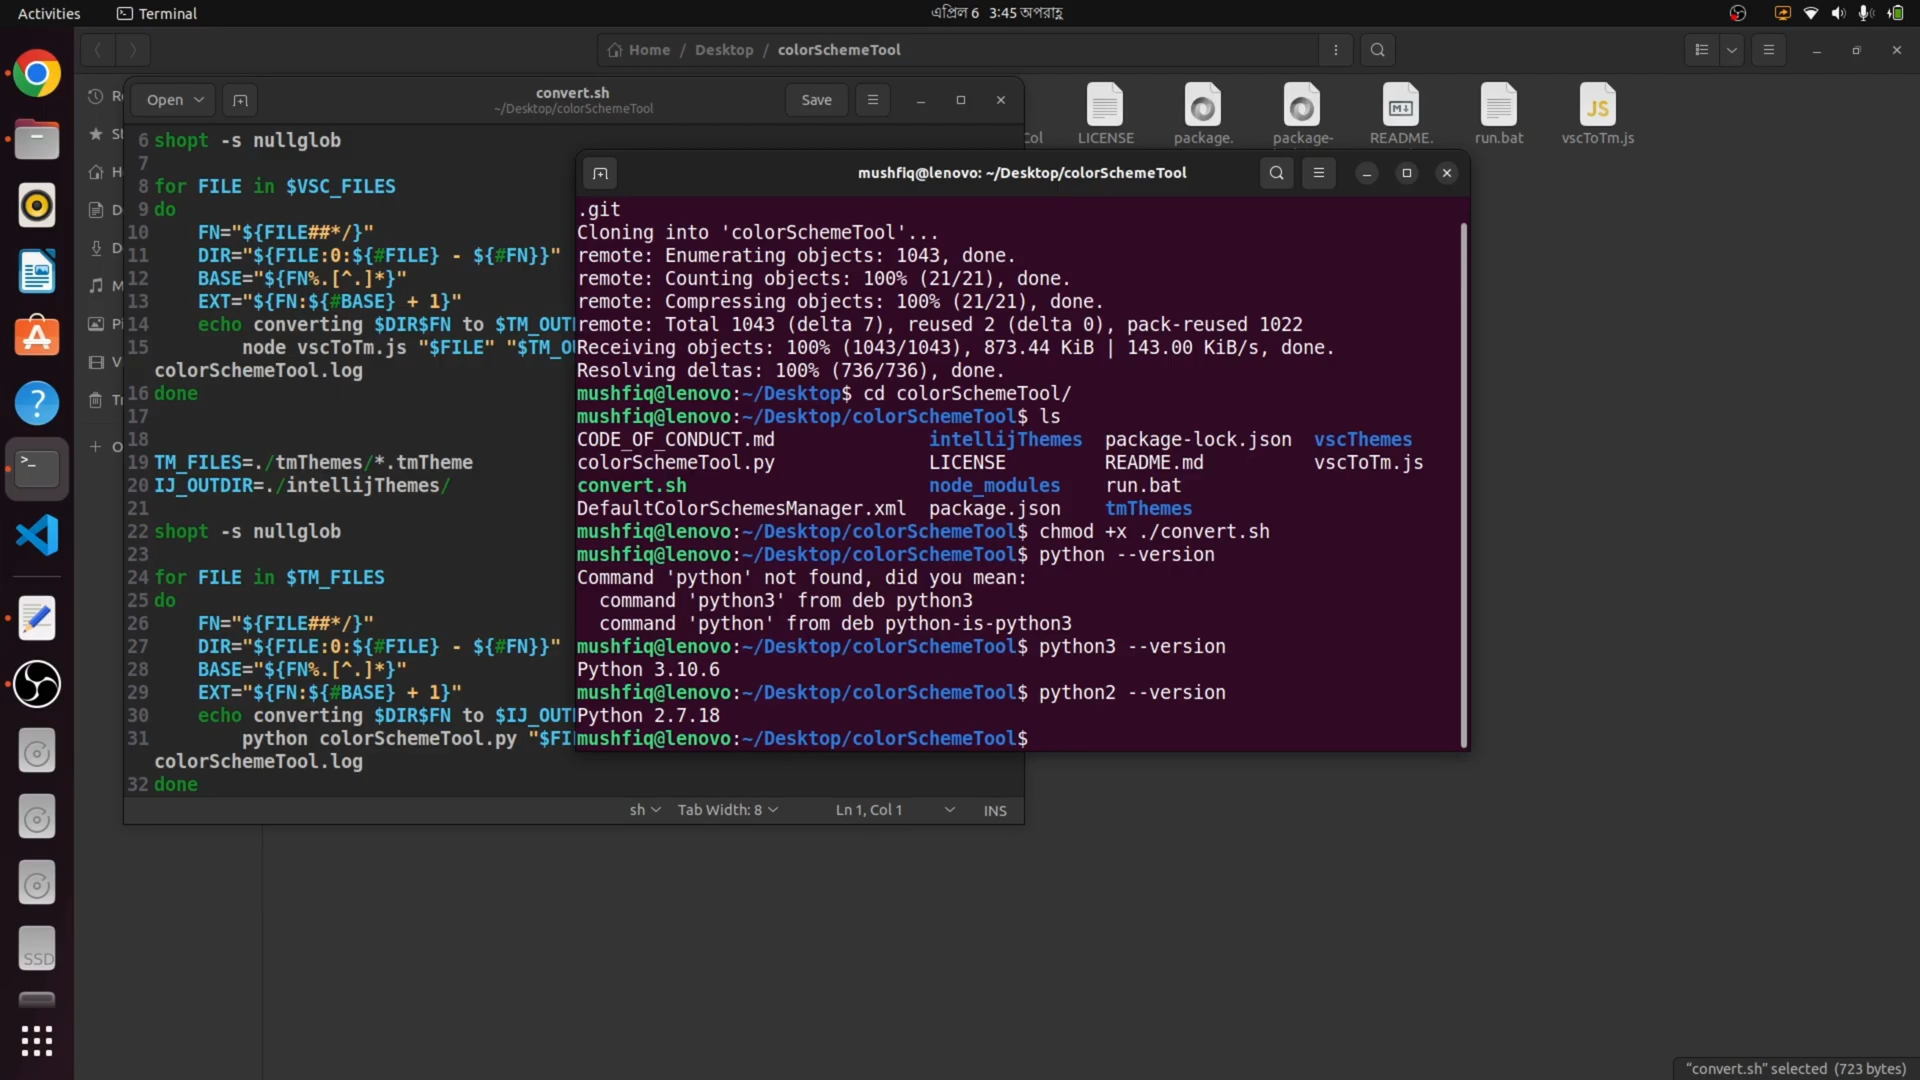 Activities
Terminal
এপ্রিল 6 3:45 অপরাহ্ণ
Home / Desktop / colorSchemeTool
Open
convert.sh
~/Desktop/colorSchemeTool
Save
LICENSE
package.
package-
README.
run.bat
vscToTm.js
6 shopt -s nullglob
7
8 for FILE in $VSC_FILES
9 do
10 FN="${FILE##*/}"
11 DIR="${FILE:0:${#FILE} - ${#FN}}"
12 BASE="${FN%.[^.]*}"
13 EXT="${FN:${#BASE} + 1}"
14 echo converting $DIR$FN to
15 node vscToTm.js "$FILE"
colorSchemeTool.log
16 done
17
18
19 TM_FILES=./tmThemes/*.tmTheme
20 IJ_OUTDIR=./intellijThemes/
21
22 shopt -s nullglob
23
24 for FILE in $TM_FILES
25 do
26 FN="${FILE##*/}"
27 DIR="${FILE:0:${#FILE} - ${#FN}}"
28 BASE="${FN%.[^.]*}"
29 EXT="${FN:${#BASE} + 1}"
30 echo converting $DIR$FN to
31 python colorSchemeTool.py
colorSchemeTool.log
32 done
sh
Tab Width: 8
Ln 1, Col 1
INS
mushfiq@lenovo: ~/Desktop/colorSchemeTool
.git
Cloning into 'colorSchemeTool'...
remote: Enumerating objects: 1043, done.
remote: Counting objects: 100% (21/21), done.
remote: Compressing objects: 100% (21/21), done.
remote: Total 1043 (delta 7), reused 2 (delta 0), pack-reused 1022
Receiving objects: 100% (1043/1043), 873.44 KiB | 143.00 KiB/s, done.
Resolving deltas: 100% (736/736), done.
mushfiq@lenovo:~/Desktop$ cd colorSchemeTool/
mushfiq@lenovo:~/Desktop/colorSchemeTool$ ls
CODE_OF_CONDUCT.md intellijThemes package-lock.json vscThemes
colorSchemeTool.py LICENSE README.md vscToTm.js
convert.sh node_modules run.bat
DefaultColorSchemesManager.xml package.json tmThemes
mushfiq@lenovo:~/Desktop/colorSchemeTool$ chmod +x ./convert.sh
mushfiq@lenovo:~/Desktop/colorSchemeTool$ python --version
Command 'python' not found, did you mean:
command 'python3' from deb python3
command 'python' from deb python-is-python3
mushfiq@lenovo:~/Desktop/colorSchemeTool$ python3 --version
Python 3.10.6
mushfiq@lenovo:~/Desktop/colorSchemeTool$ python2 --version
Python 2.7.18
mushfiq@lenovo:~/Desktop/colorSchemeTool$
SSD
"convert.sh" selected (723 bytes)